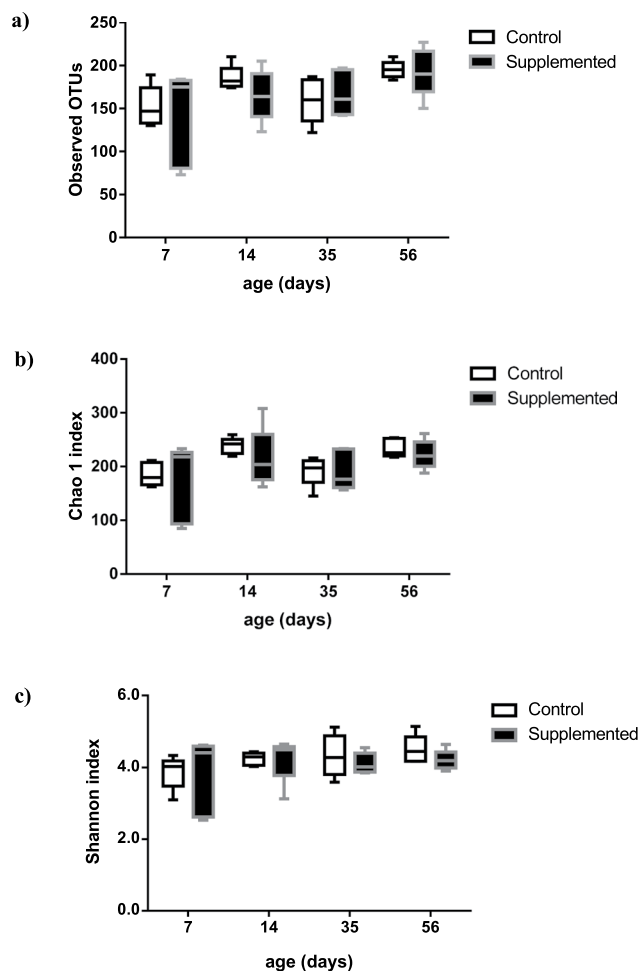 a)
Observed OTUs
250
200
150
100
50
0
7 14 35 56
age (days)
Control
Supplemented
b)
Chao 1 index
400
300
200
100
0
7 14 35 56
age (days)
Control
Supplemented
c)
Shannon index
6.0
4.0
2.0
0.0
7 14 35 56
age (days)
Control
Supplemented